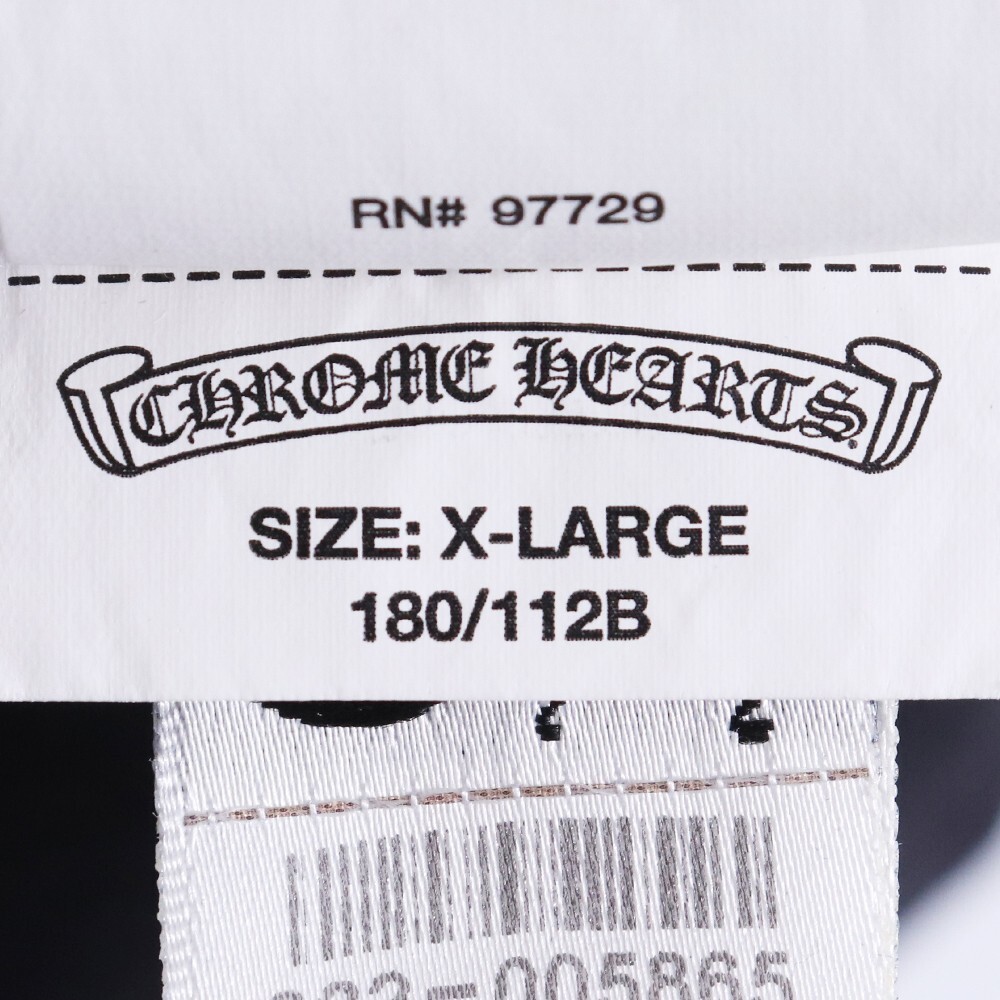 RN# 97729
CHROME HEARTS
SIZE: X-LARGE
180/112B